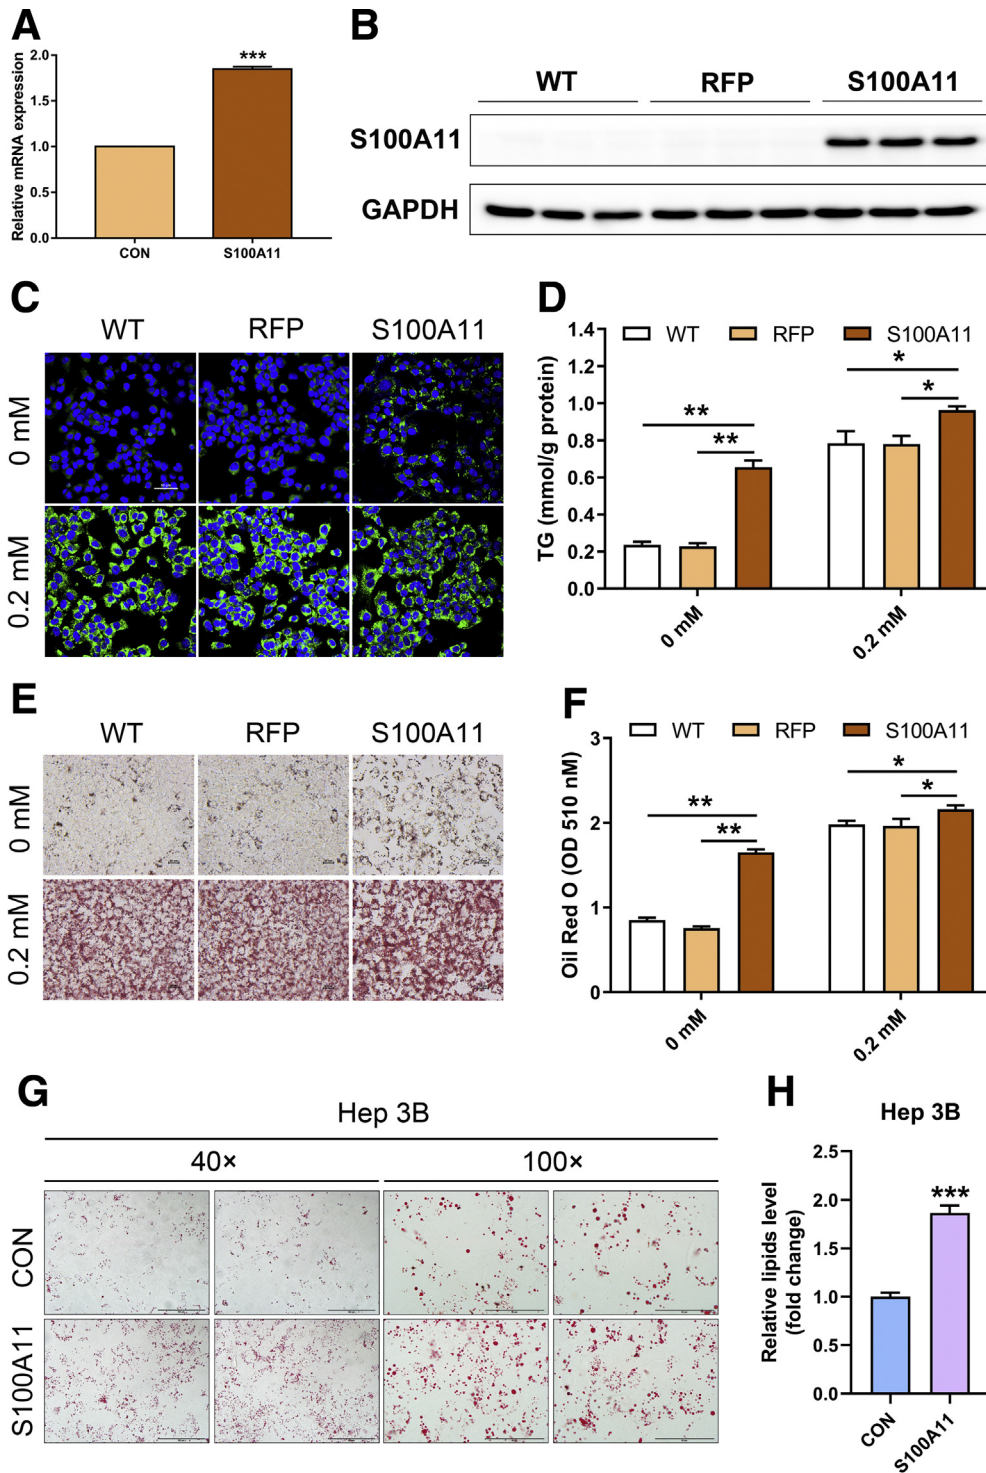 A
Relative mRNA expression
2.0
1.5
1.0
0.5
0.0
***
CON
S100A11
B
WT RFP S100A11
S100A11
GAPDH
C
WT RFP S100A11
0 mM
0.2 mM
D
TG (mmol/g protein)
1.4
1.2
1.0
0.8
0.6
0.4
0.2
0.0
WT RFP S100A11
**
**
*
*
0 mM
0.2 mM
E
WT RFP S100A11
0 mM
0.2 mM
F
Oil Red O (OD 510 nM)
3
2
1
0
WT RFP S100A11
**
**
*
*
0 mM
0.2 mM
G
Hep 3B
40× 100×
CON
S100A11
H
Hep 3B
Relative lipids level
(fold change)
2.5
2.0
1.5
1.0
0.5
0.0
***
CON
S100A11